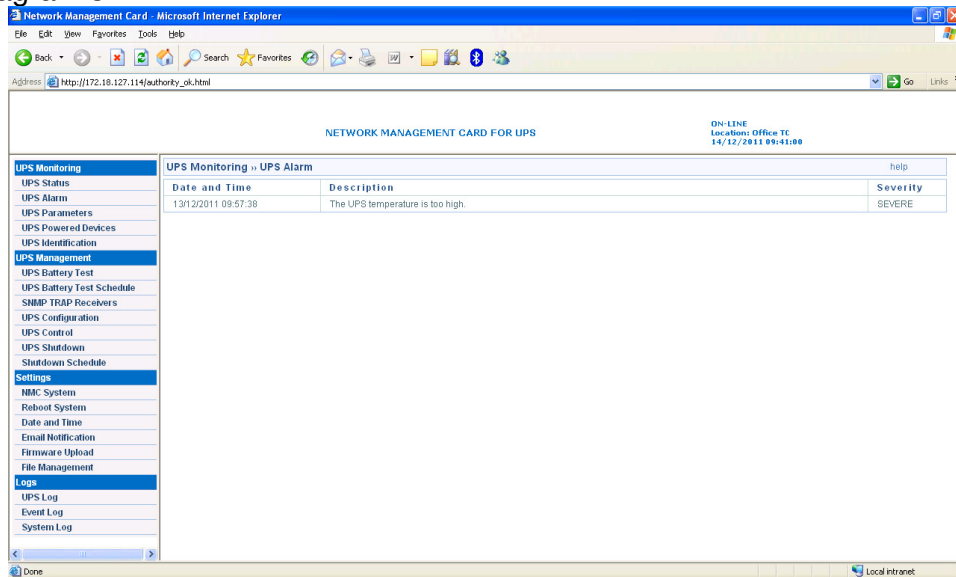 Network Management Card - Microsoft Internet Explorer
File Edit View Favorites Tools Help
Back Search Favorites
Address http://172.18.127.114/authority_ok.html Go Links
NETWORK MANAGEMENT CARD FOR UPS
ON-LINE
Location: Office TC
14/12/2011 09:41:00
UPS Monitoring
UPS Status
UPS Alarm
UPS Parameters
UPS Powered Devices
UPS Identification
UPS Management
UPS Battery Test
UPS Battery Test Schedule
SNMP TRAP Receivers
UPS Configuration
UPS Control
UPS Shutdown
Shutdown Schedule
Settings
NMC System
Reboot System
Date and Time
Email Notification
Firmware Upload
File Management
Logs
UPS Log
Event Log
System Log
UPS Monitoring » UPS Alarm help
Date and Time Description Severity
13/12/2011 09:57:38 The UPS temperature is too high. SEVERE
Done Local intranet